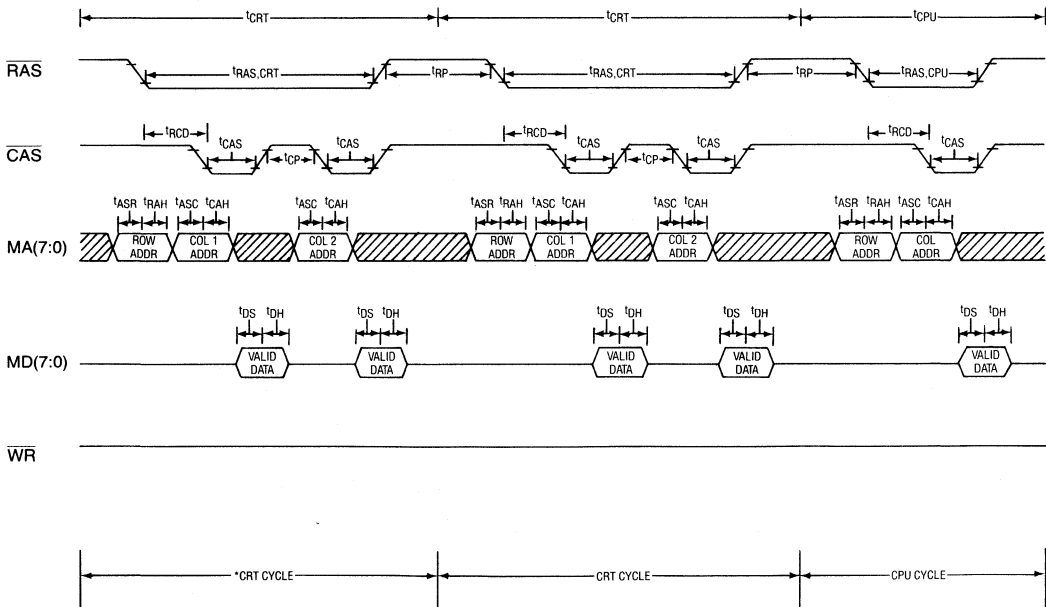 tCRT tCRT tCPU
RAS tRAS,CRT tRP tRAS,CRT tRP tRAS,CPU
tRCD tRCD tRCD
CAS tCAS tCP tCAS tCAS tCP tCAS tCAS
tASR tRAH tASC tCAH tASC tCAH tASR tRAH tASC tCAH tASC tCAH tASR tRAH tASC tCAH
MA(7:0) ROW ADDR COL 1 ADDR COL 2 ADDR ROW ADDR COL 1 ADDR COL 2 ADDR ROW ADDR COL ADDR
tDS tDH tDS tDH tDS tDH tDS tDH tDS tDH
MD(7:0) VALID DATA VALID DATA VALID DATA VALID DATA VALID DATA
WR
*CRT CYCLE CRT CYCLE CPU CYCLE